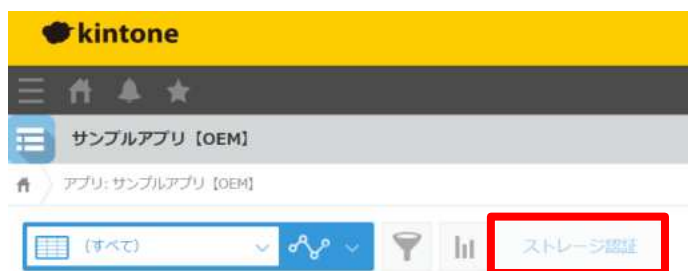 kintone
サンプルアプリ【OEM】
アプリ: サンプルアプリ【OEM】
(すべて)
ストレージ認証